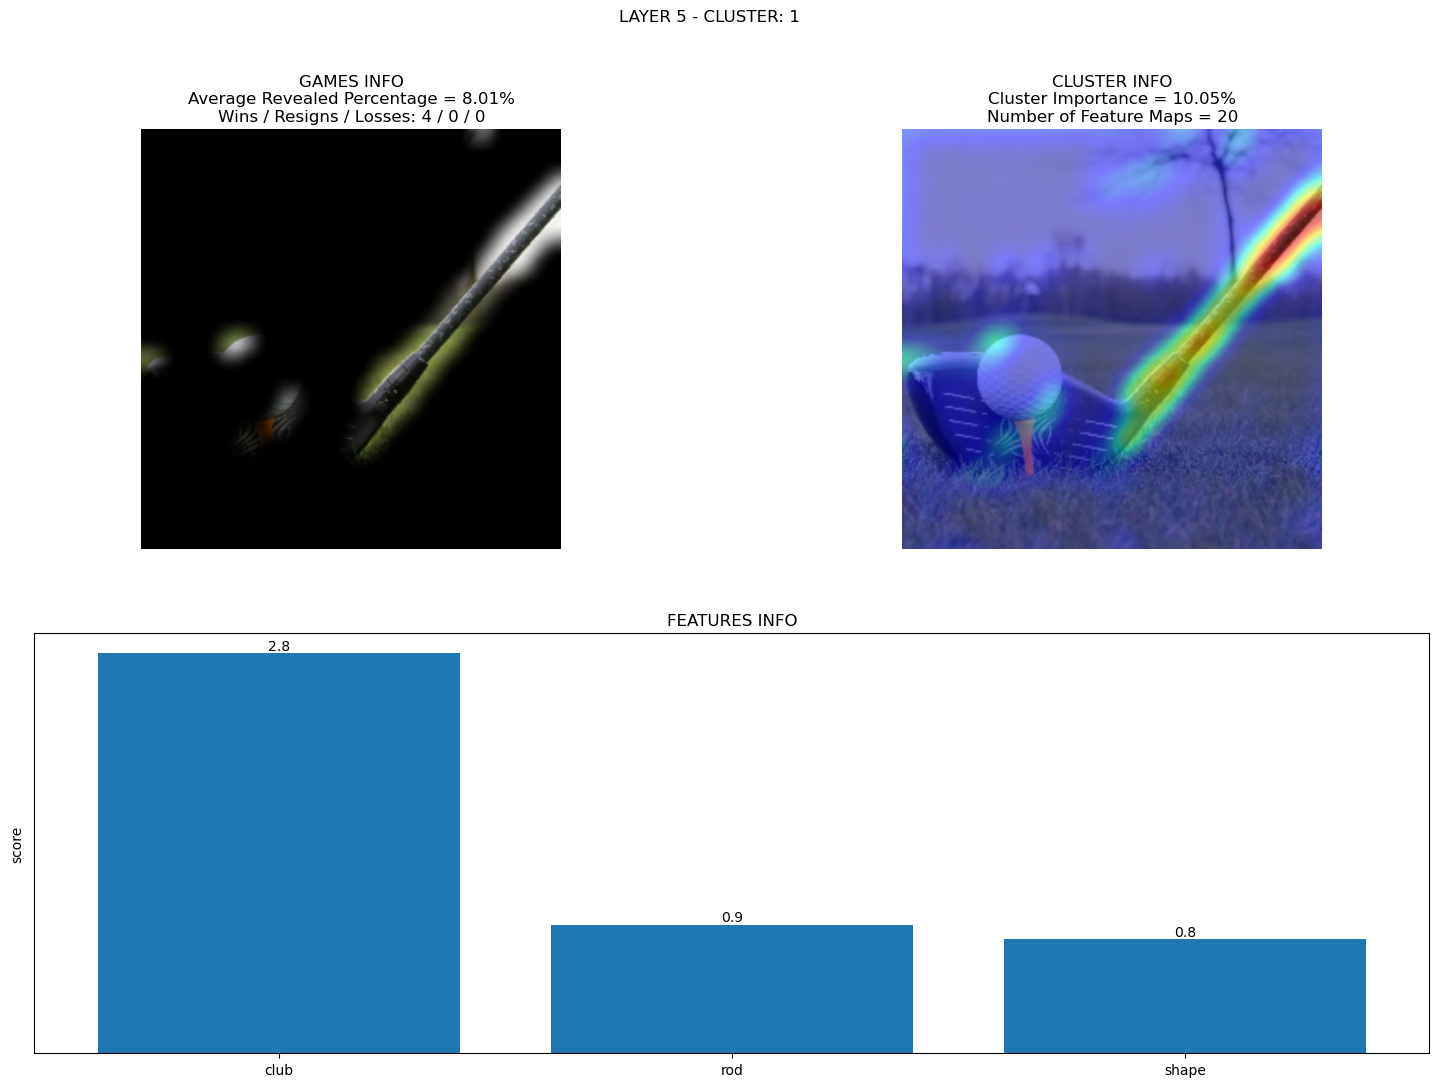 LAYER 5 - CLUSTER: 1
GAMES INFO
Average Revealed Percentage = 8.01%
Wins / Resigns / Losses: 4 / 0 / 0
CLUSTER INFO
Cluster Importance = 10.05%
Number of Feature Maps = 20
FEATURES INFO
score
2.8
0.9
0.8
club
rod
shape